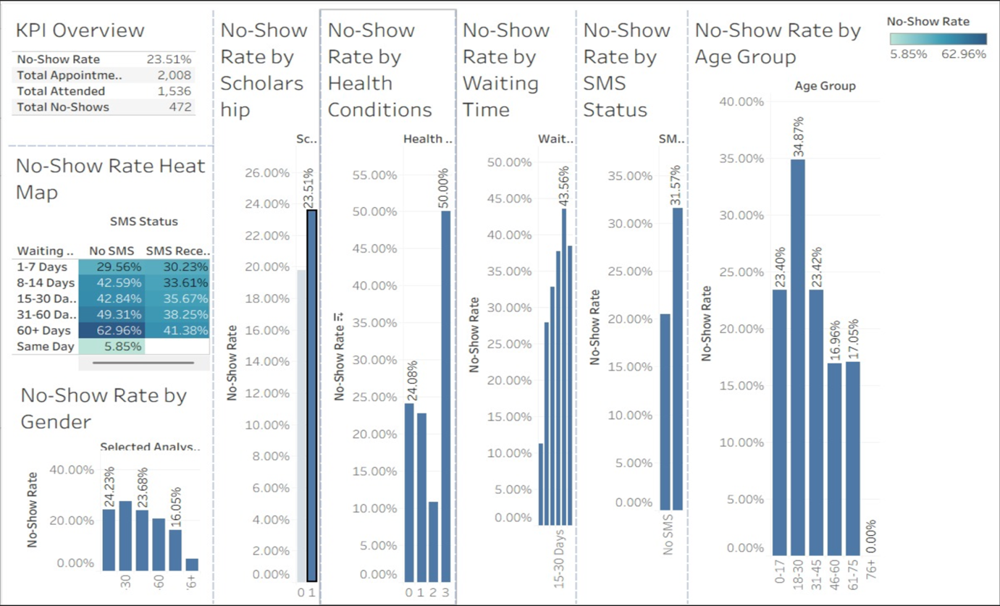 KPI Overview
No-Show Rate 23.51%
Total Appointme.. 2,008
Total Attended 1,536
Total No-Shows 472
No-Show Rate Heat
Map
SMS Status
Waiting .. No SMS SMS Rece..
1-7 Days 29.56% 30.23%
8-14 Days 42.59% 33.61%
15-30 Da.. 42.84% 35.67%
31-60 Da.. 49.31% 38.25%
60+ Days 62.96% 41.38%
Same Day 5.85%
No-Show Rate by
Gender
Selected Analys..
No-Show Rate
40.00%
20.00%
0.00%
24.23%
23.68%
16.05%
-30
-60
'6+
No-Show
Rate by
Scholars
hip
Sc..
No-Show Rate
26.00%
24.00%
22.00%
20.00%
18.00%
16.00%
14.00%
12.00%
10.00%
8.00%
6.00%
4.00%
2.00%
0.00%
23.51%
0 1
No-Show
Rate by
Health
Conditions
Health ..
No-Show Rate
55.00%
50.00%
45.00%
40.00%
35.00%
30.00%
25.00%
20.00%
15.00%
10.00%
5.00%
0.00%
24.08%
50.00%
0 1 2 3
No-Show
Rate by
Waiting
Time
Wait..
No-Show Rate
50.00%
45.00%
40.00%
35.00%
30.00%
25.00%
20.00%
15.00%
10.00%
5.00%
0.00%
43.56%
15-30 Days
No-Show
Rate by
SMS
Status
SM..
No-Show Rate
35.00%
30.00%
25.00%
20.00%
15.00%
10.00%
5.00%
0.00%
31.57%
No SMS
No-Show Rate by
Age Group
Age Group
No-Show Rate
40.00%
35.00%
30.00%
25.00%
20.00%
15.00%
10.00%
5.00%
0.00%
23.40%
34.87%
23.42%
16.96%
17.05%
0.00%
0-17
18-30
31-45
46-60
61-75
76+
No-Show Rate
5.85% 62.96%